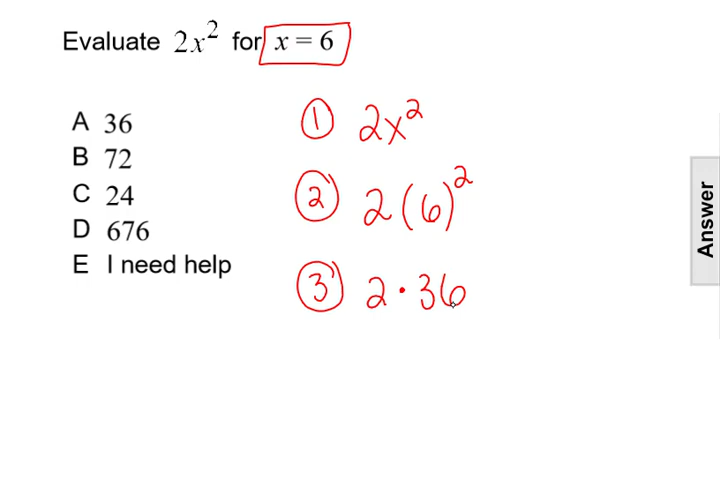 Evaluate 2x² for x = 6
A 36
B 72
C 24
D 676
E I need help
① 2x²
② 2(6)²
③ 2·36
Answer